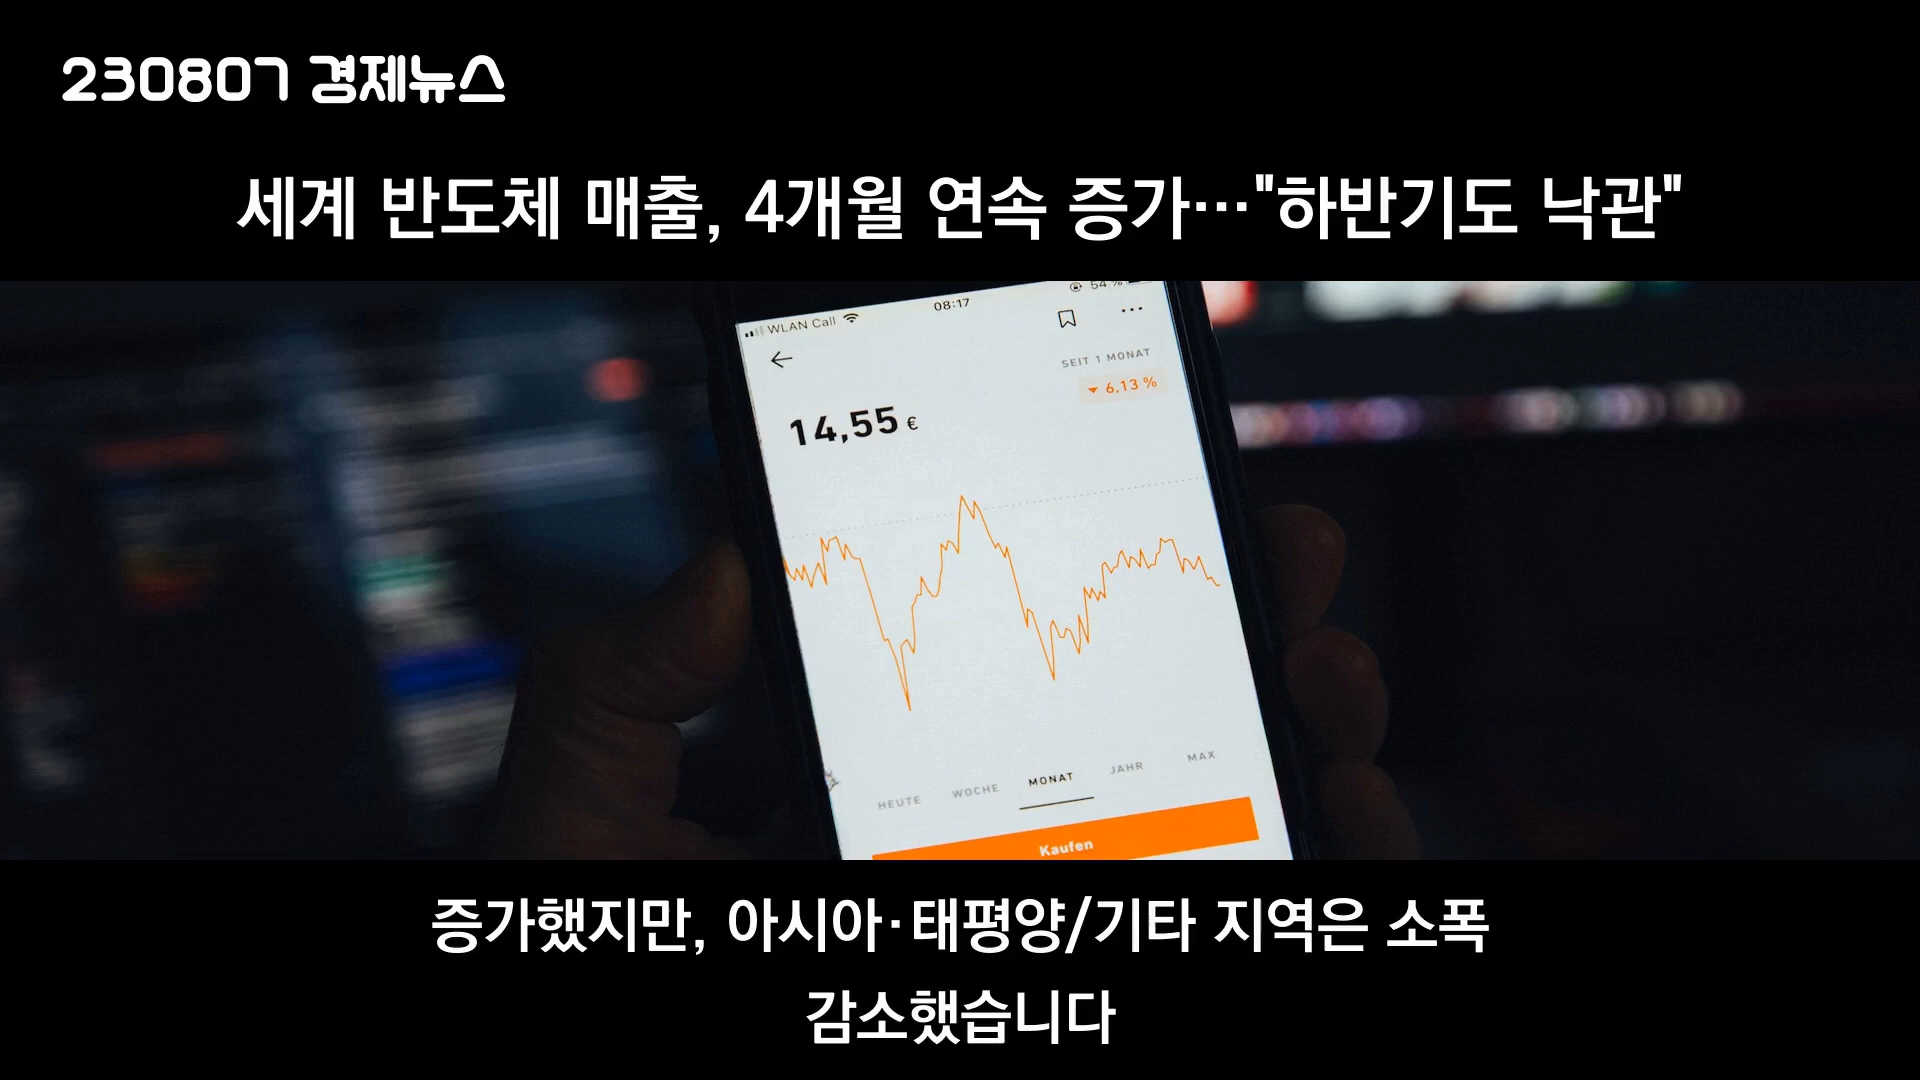 230807 경제뉴스
세계 반도체 매출, 4개월 연속 증가…"하반기도 낙관"
WLAN Call
08:17
54 %
SEIT 1 MONAT
▼ 6,13 %
14,55 €
HEUTE WOCHE MONAT JAHR MAX
Kaufen
증가했지만, 아시아·태평양/기타 지역은 소폭
감소했습니다